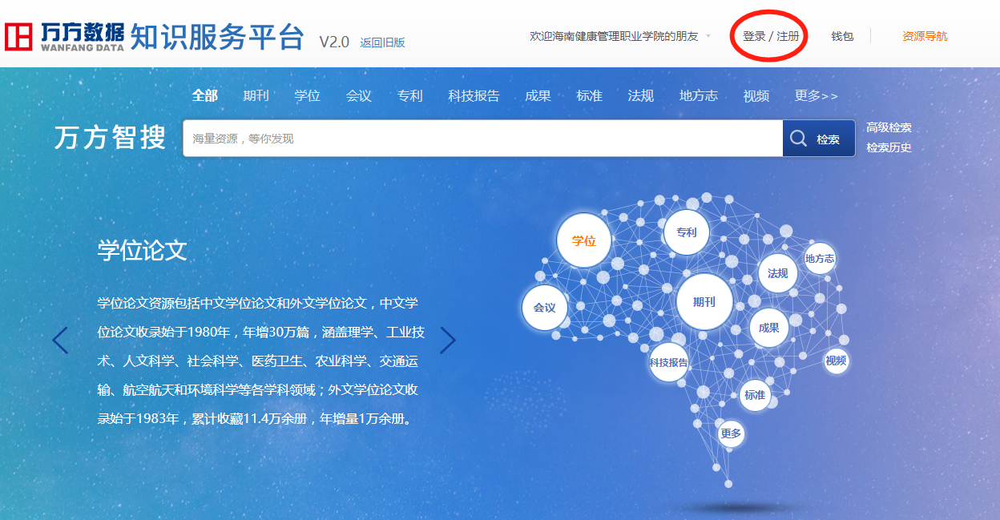 万方数据 知识服务平台 V2.0 返回旧版 欢迎海南健康管理职业学院的朋友 登录 / 注册 钱包 资源导航
WANFANG DATA
全部 期刊 学位 会议 专利 科技报告 成果 标准 法规 地方志 视频 更多>>
万方智搜 海量资源，等你发现 检索 高级检索
检索历史
学位论文
学位论文资源包括中文学位论文和外文学位论文，中文学
位论文收录始于1980年，年增30万篇，涵盖理学、工业技
术、人文科学、社会科学、医药卫生、农业科学、交通运
输、航空航天和环境科学等各学科领域；外文学位论文收
录始于1983年，累计收藏11.4万余册，年增量1万余册。
专利
学位
地方志
法规
期刊
会议
成果
视频
科技报告
标准
更多